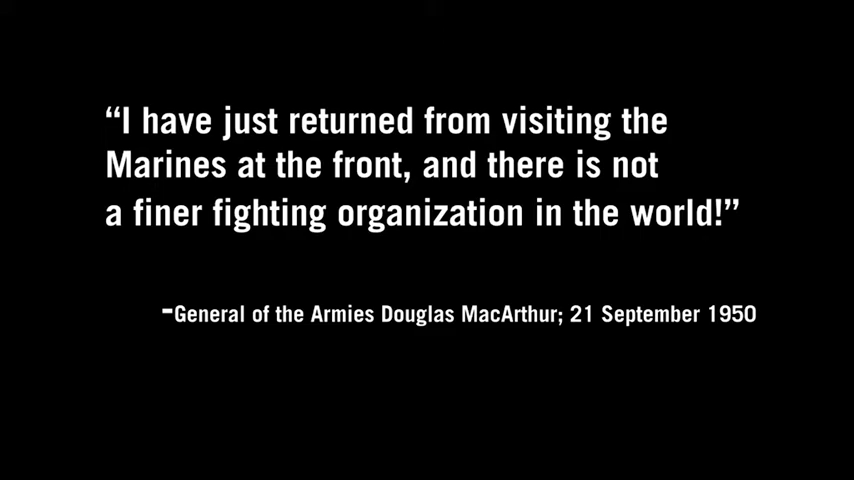 “I have just returned from visiting the
Marines at the front, and there is not
a finer fighting organization in the world!”
-General of the Armies Douglas MacArthur; 21 September 1950